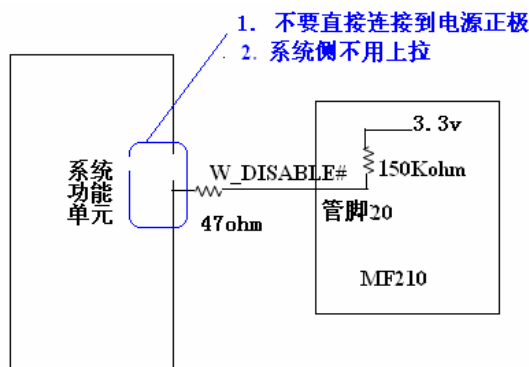 1. 不要直接连接到电源正极
2. 系统侧不用上拉
3.3v
150Kohm
系统
功能
单元
W_DISABLE#
47ohm
管脚20
MF210